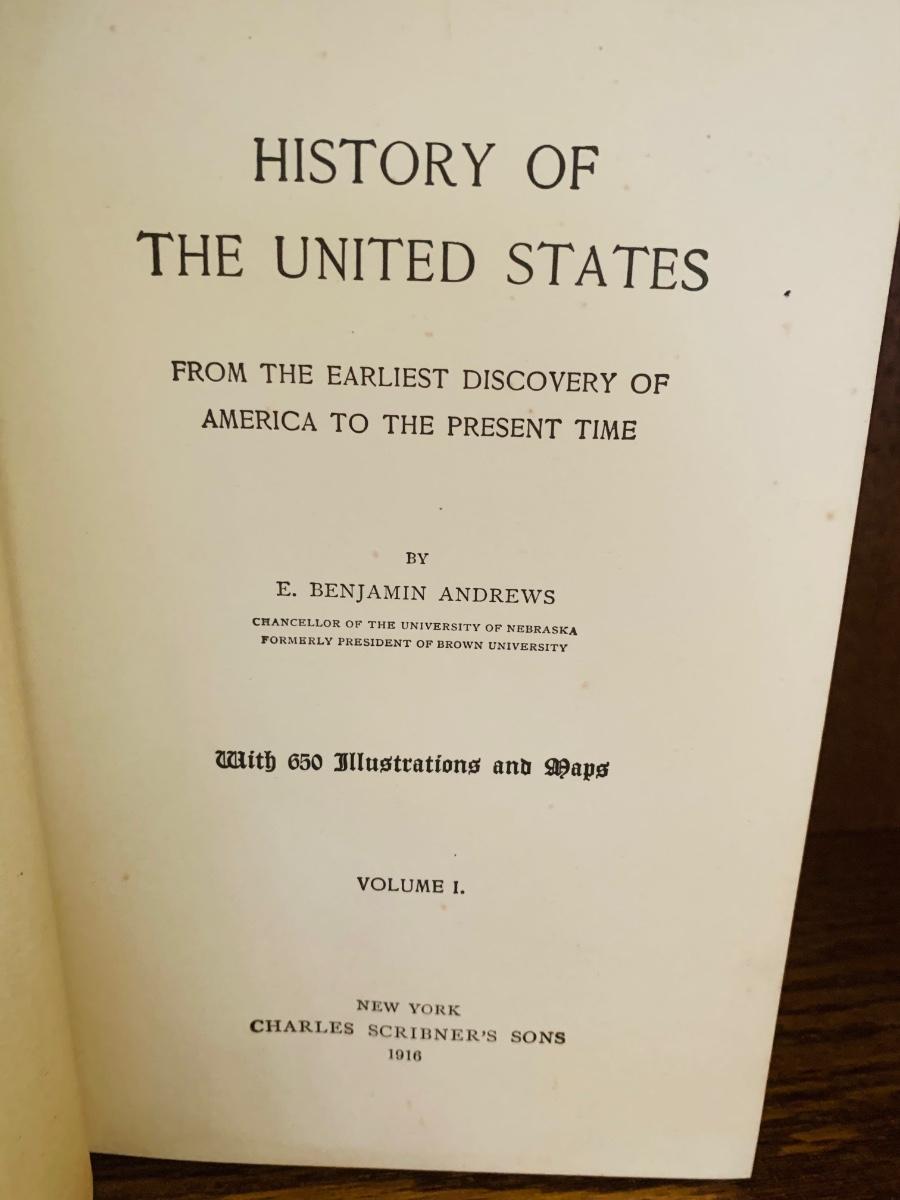 HISTORY OF
THE UNITED STATES
FROM THE EARLIEST DISCOVERY OF
AMERICA TO THE PRESENT TIME
BY
E. BENJAMIN ANDREWS
CHANCELLOR OF THE UNIVERSITY OF NEBRASKA
FORMERLY PRESIDENT OF BROWN UNIVERSITY
With 650 Illustrations and Maps
VOLUME I.
NEW YORK
CHARLES SCRIBNER'S SONS
1916